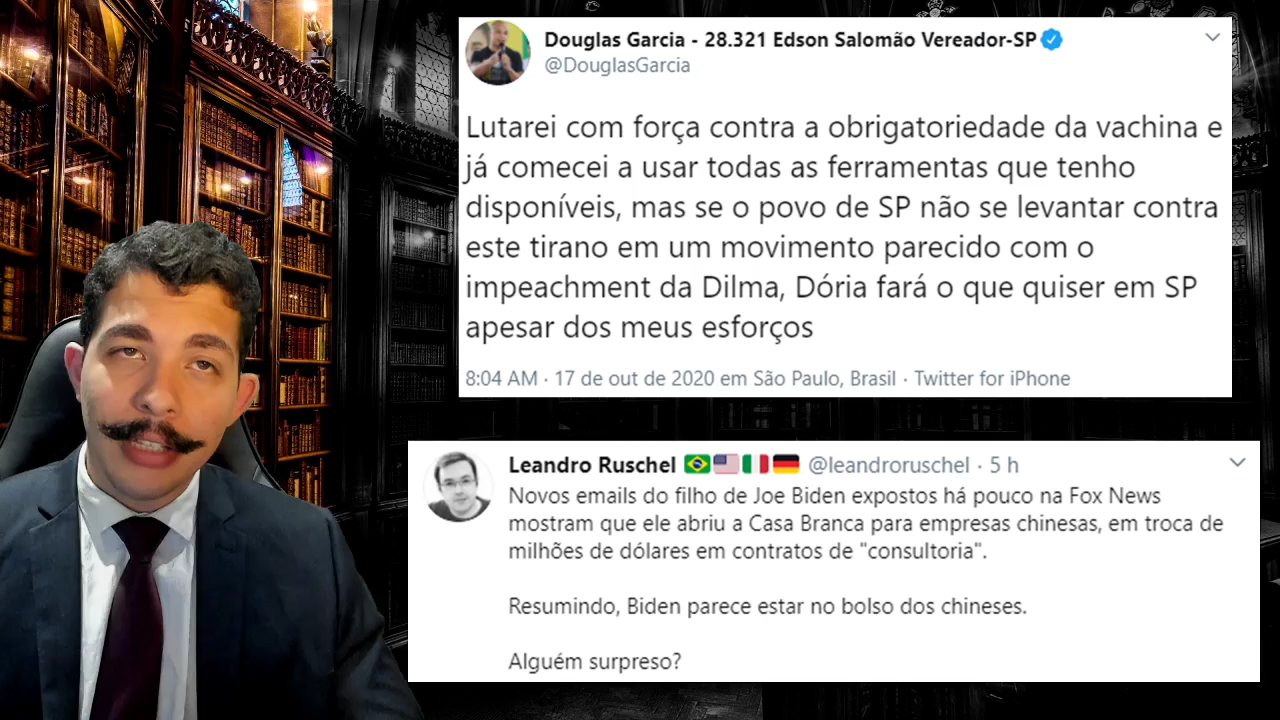 Douglas Garcia - 28.321 Edson Salomão Vereador-SP
@DouglasGarcia
Lutarei com força contra a obrigatoriedade da vachina e
já comecei a usar todas as ferramentas que tenho
disponíveis, mas se o povo de SP não se levantar contra
este tirano em um movimento parecido com o
impeachment da Dilma, Dória fará o que quiser em SP
apesar dos meus esforços
8:04 AM · 17 de out de 2020 em São Paulo, Brasil · Twitter for iPhone
Leandro Ruschel @leandroruschel · 5 h
Novos emails do filho de Joe Biden expostos há pouco na Fox News
mostram que ele abriu a Casa Branca para empresas chinesas, em troca de
milhões de dólares em contratos de "consultoria".
Resumindo, Biden parece estar no bolso dos chineses.
Alguém surpreso?